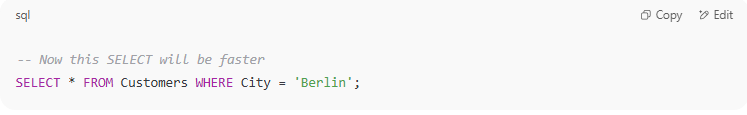 sql Copy Edit
-- Now this SELECT will be faster
SELECT * FROM Customers WHERE City = 'Berlin';